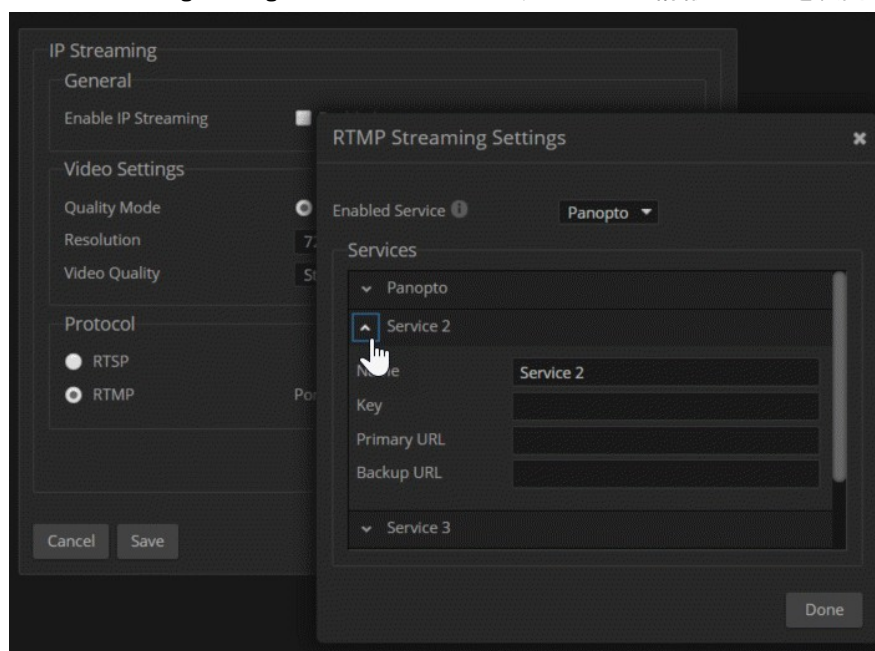 IP Streaming
General
Enable IP Streaming
Video Settings
Quality Mode
Resolution
Video Quality
Protocol
RTSP
RTMP
Cancel Save
RTMP Streaming Settings
Enabled Service Panopto
Services
Panopto
Service 2
Name Service 2
Key
Primary URL
Backup URL
Service 3
Done